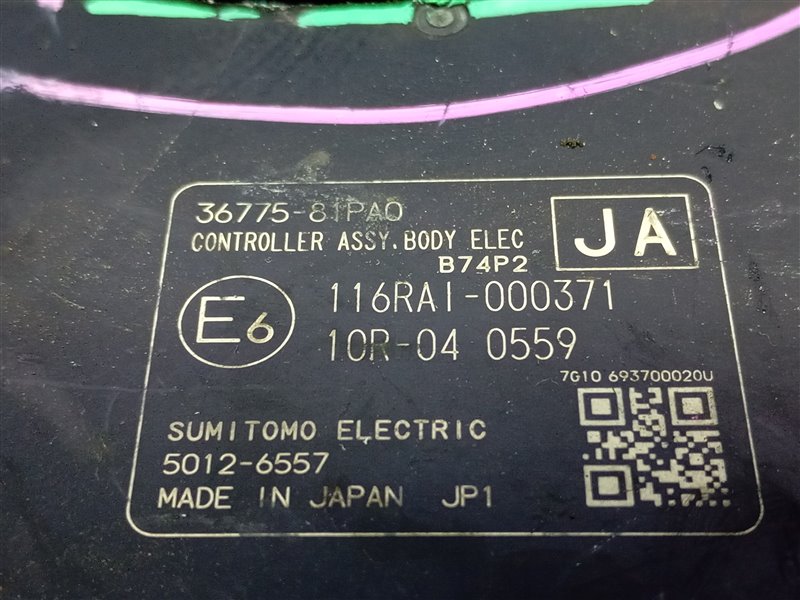 36775-81PA0
CONTROLLER ASSY.BODY ELEC
B74P2
JA
E6
116RAI-000371
10R-04 0559
7G10 693700020U
SUMITOMO ELECTRIC
5012-6557
MADE IN JAPAN JP1